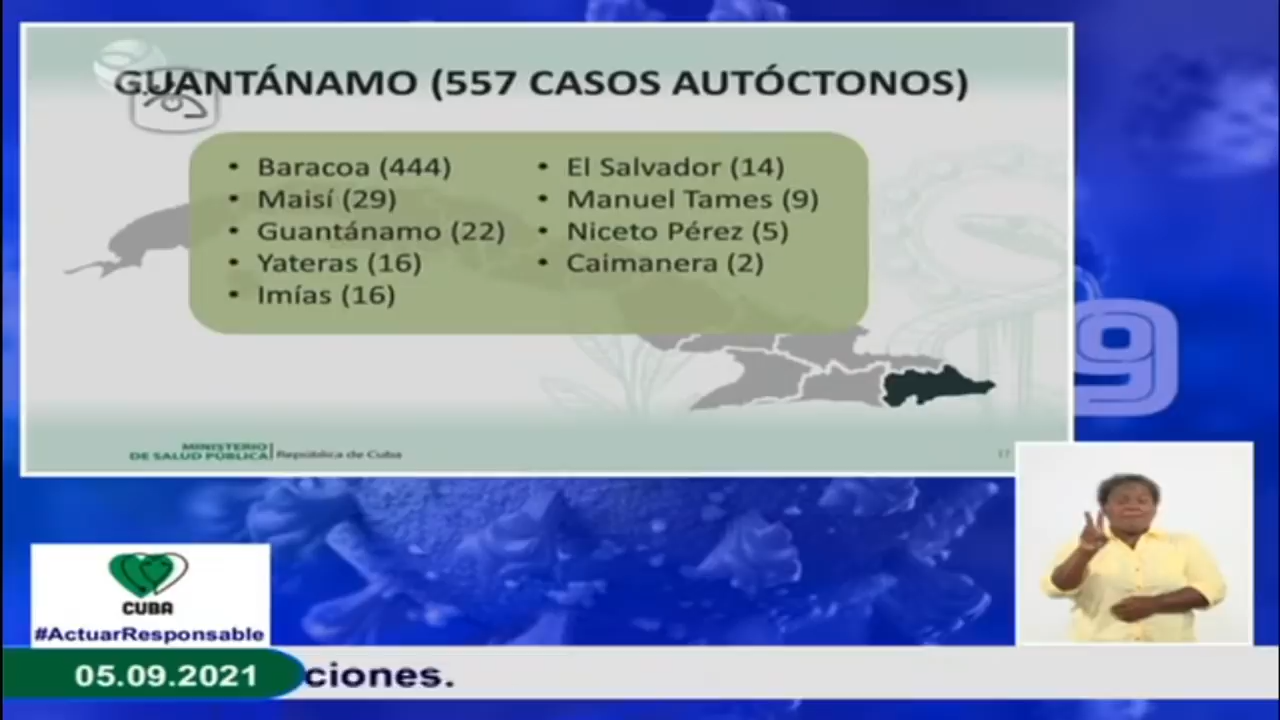 GUANTÁNAMO (557 CASOS AUTÓCTONOS)
• Baracoa (444)
• Maisí (29)
• Guantánamo (22)
• Yateras (16)
• Imías (16)
• El Salvador (14)
• Manuel Tames (9)
• Niceto Pérez (5)
• Caimanera (2)
MINISTERIO
DE SALUD PÚBLICA
República de Cuba
17
9
CUBA
#ActuarResponsable
05.09.2021
ciones.